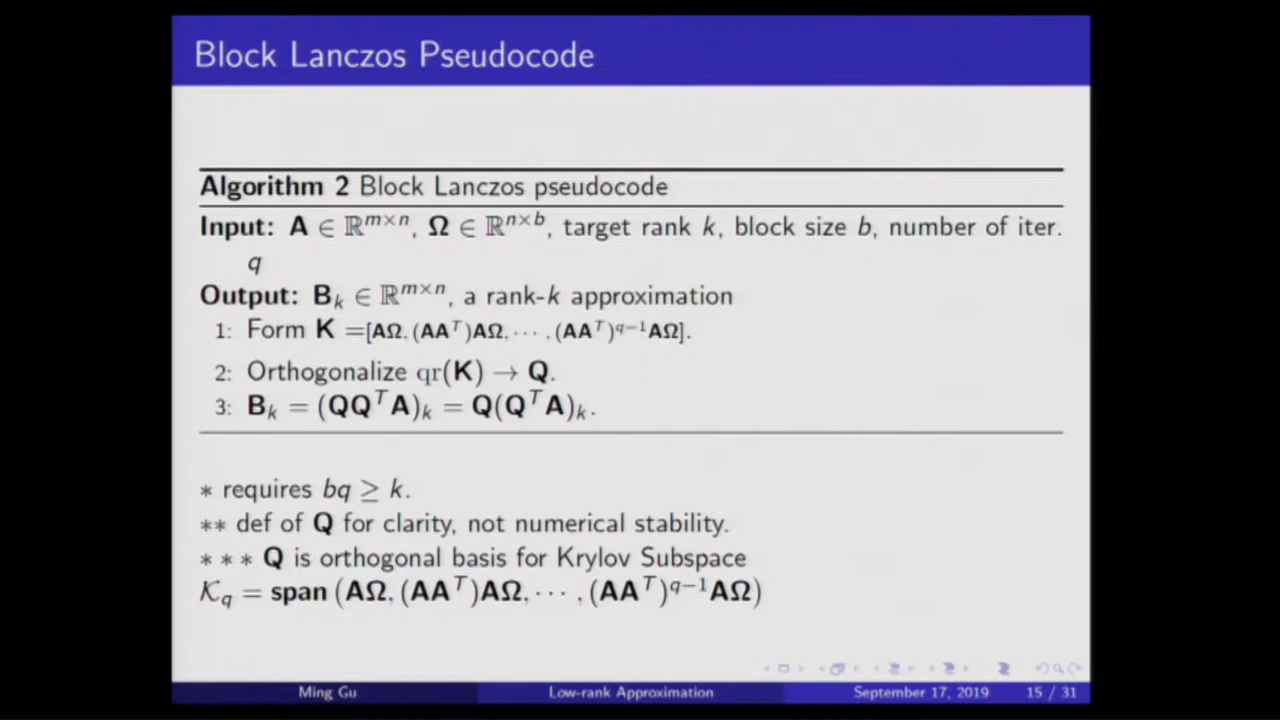 Block Lanczos Pseudocode
Algorithm 2 Block Lanczos pseudocode
Input: A ∈ ℝ^{m×n}, Ω ∈ ℝ^{n×b}, target rank k, block size b, number of iter.
q
Output: B_k ∈ ℝ^{m×n}, a rank-k approximation
1: Form K =[AΩ, (AA^T)AΩ, ⋯ , (AA^T)^{q−1}AΩ].
2: Orthogonalize qr(K) → Q.
3: B_k = (QQ^T A)_k = Q(Q^T A)_k.
∗ requires bq ≥ k.
∗∗ def of Q for clarity, not numerical stability.
∗ ∗ ∗ Q is orthogonal basis for Krylov Subspace
𝒦_q = span (AΩ, (AA^T)AΩ, ⋯ , (AA^T)^{q−1}AΩ)
Ming Gu Low-rank Approximation September 17, 2019 15 / 31